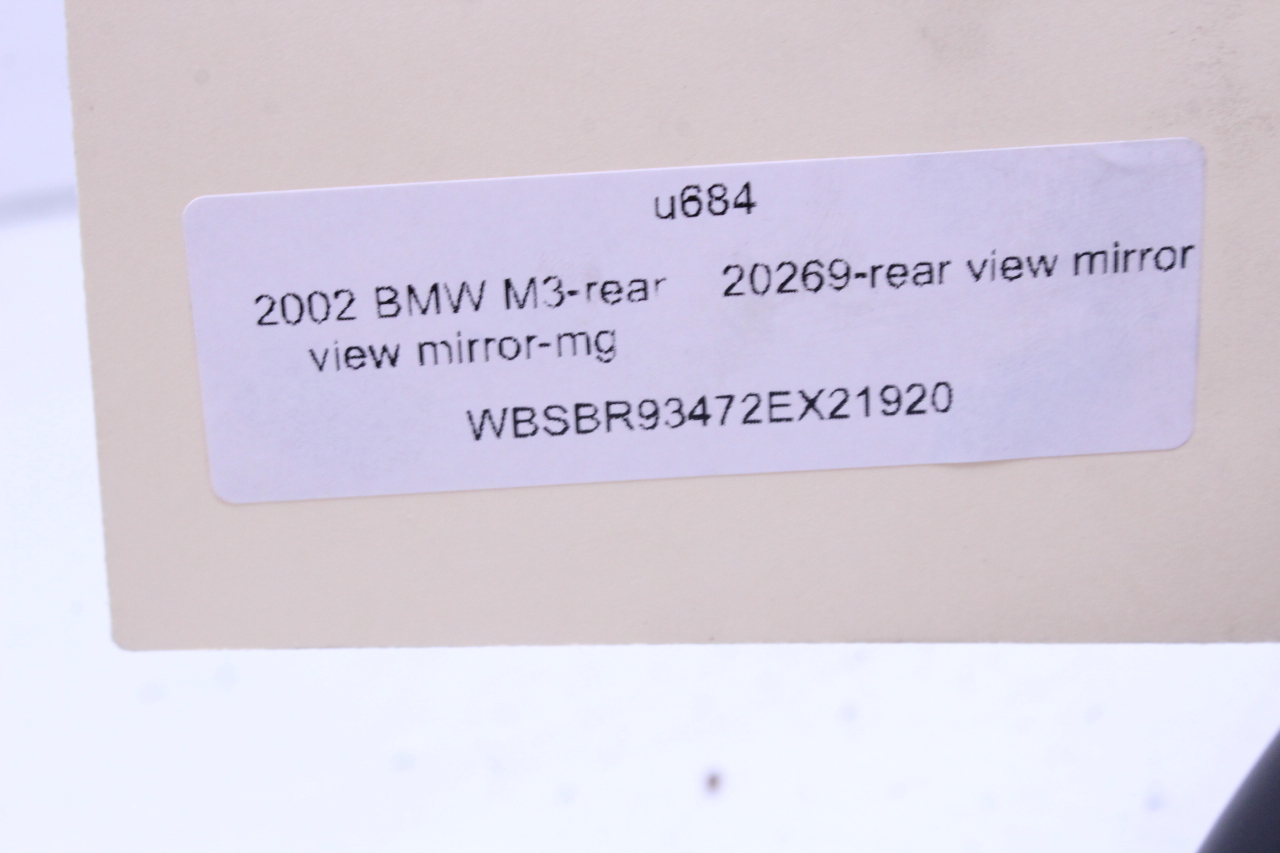 u684
2002 BMW M3-rear
view mirror-mg
20269-rear view mirror
WBSBR93472EX21920